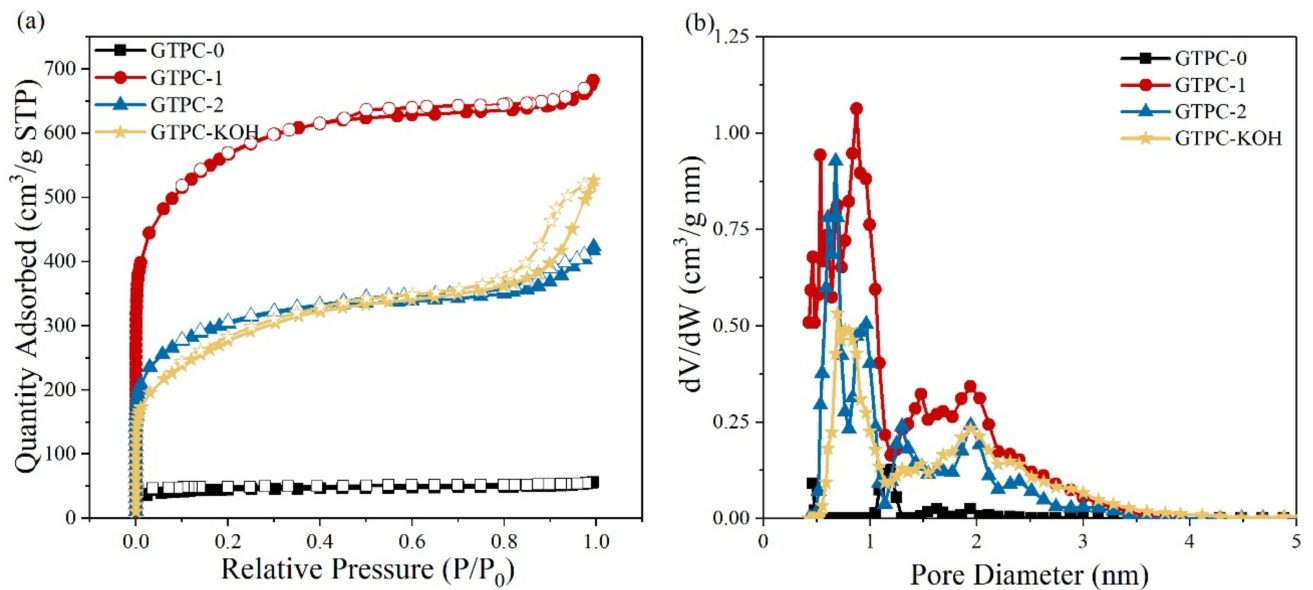 (a)
GTPC-0
GTPC-1
GTPC-2
GTPC-KOH
Quantity Adsorbed (cm³/g STP)
700
600
500
400
300
200
100
0
0.0 0.2 0.4 0.6 0.8 1.0
Relative Pressure (P/P₀)
(b)
GTPC-0
GTPC-1
GTPC-2
GTPC-KOH
dV/dW (cm³/g nm)
1.25
1.00
0.75
0.50
0.25
0.00
0 1 2 3 4 5
Pore Diameter (nm)